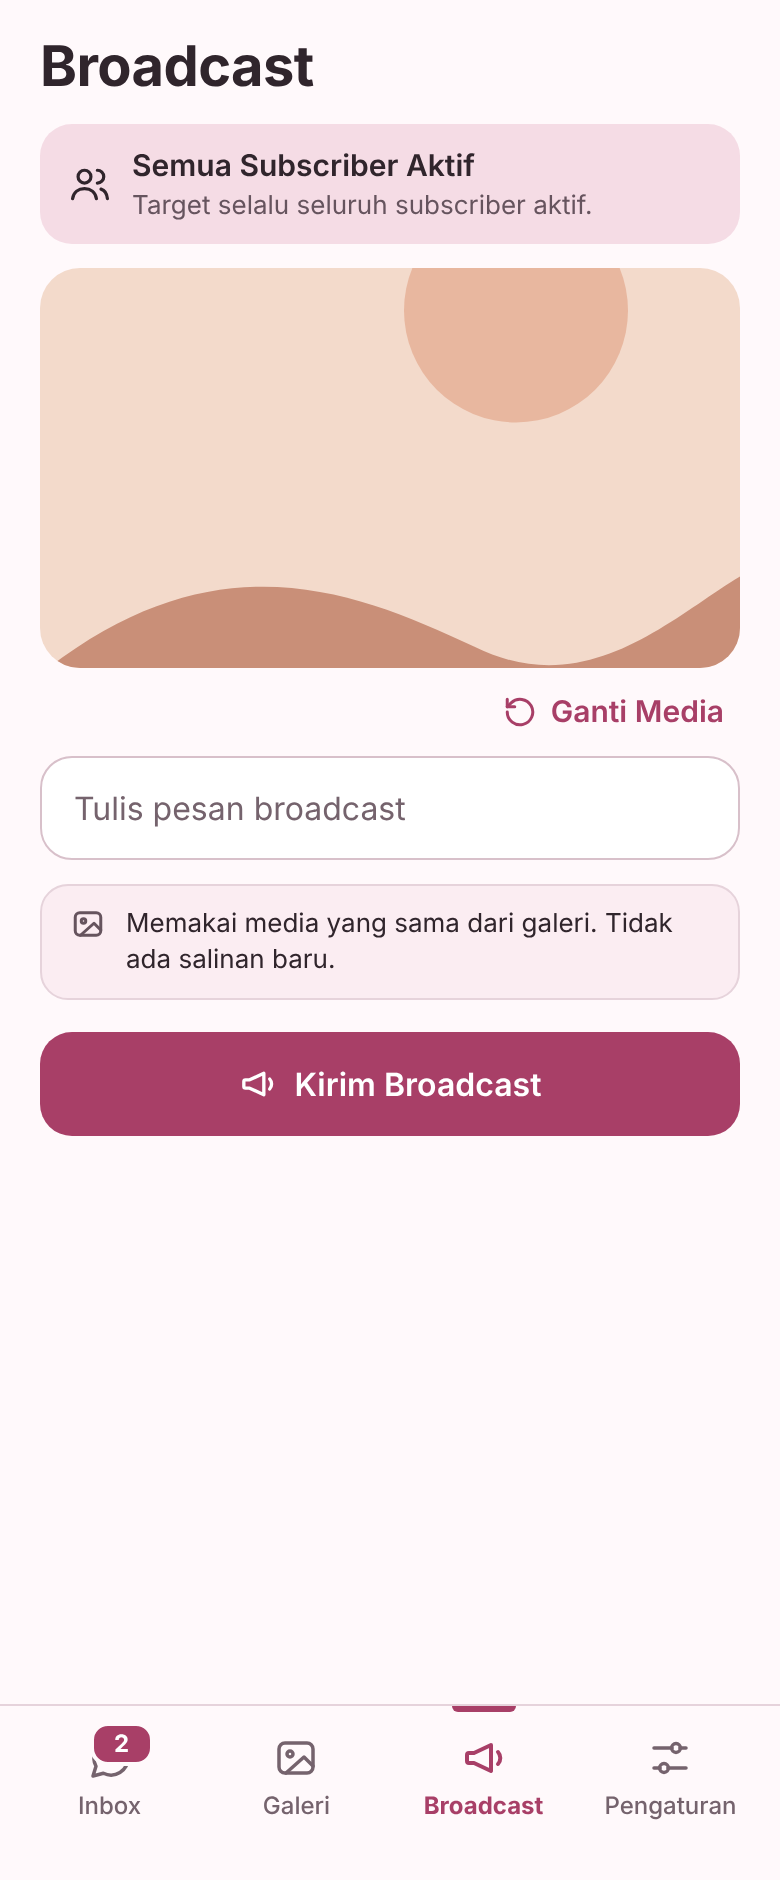 Broadcast
Semua Subscriber Aktif
Target selalu seluruh subscriber aktif.
Ganti Media
Tulis pesan broadcast
Memakai media yang sama dari galeri. Tidak
ada salinan baru.
Kirim Broadcast
2
Inbox
Galeri
Broadcast
Pengaturan